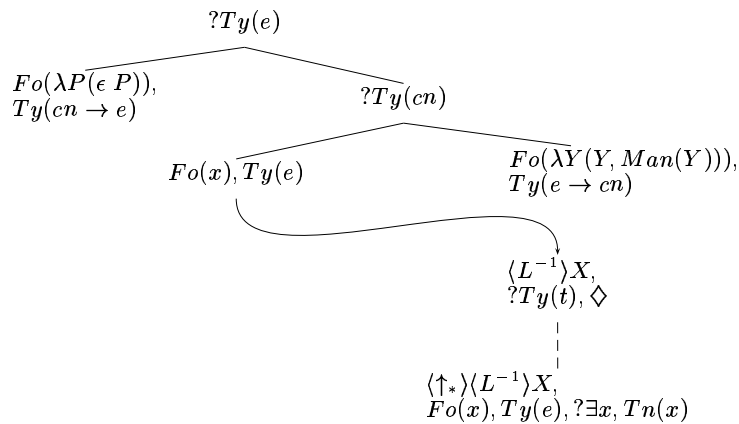 ?Ty(e)
Fo(λP(ϵ P)),
Ty(cn → e)
?Ty(cn)
Fo(x), Ty(e)
Fo(λY(Y, Man(Y))),
Ty(e → cn)
⟨L⁻¹⟩X,
?Ty(t), ♢
⟨↑*⟩⟨L⁻¹⟩X,
Fo(x), Ty(e), ?∃x, Tn(x)